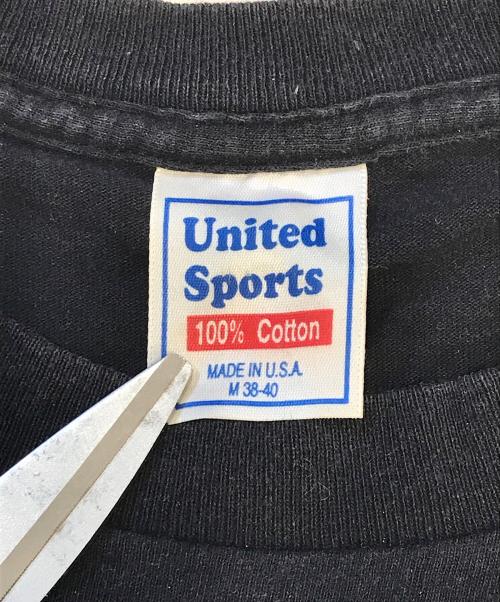 United
Sports
100% Cotton
MADE IN U.S.A.
M 38-40